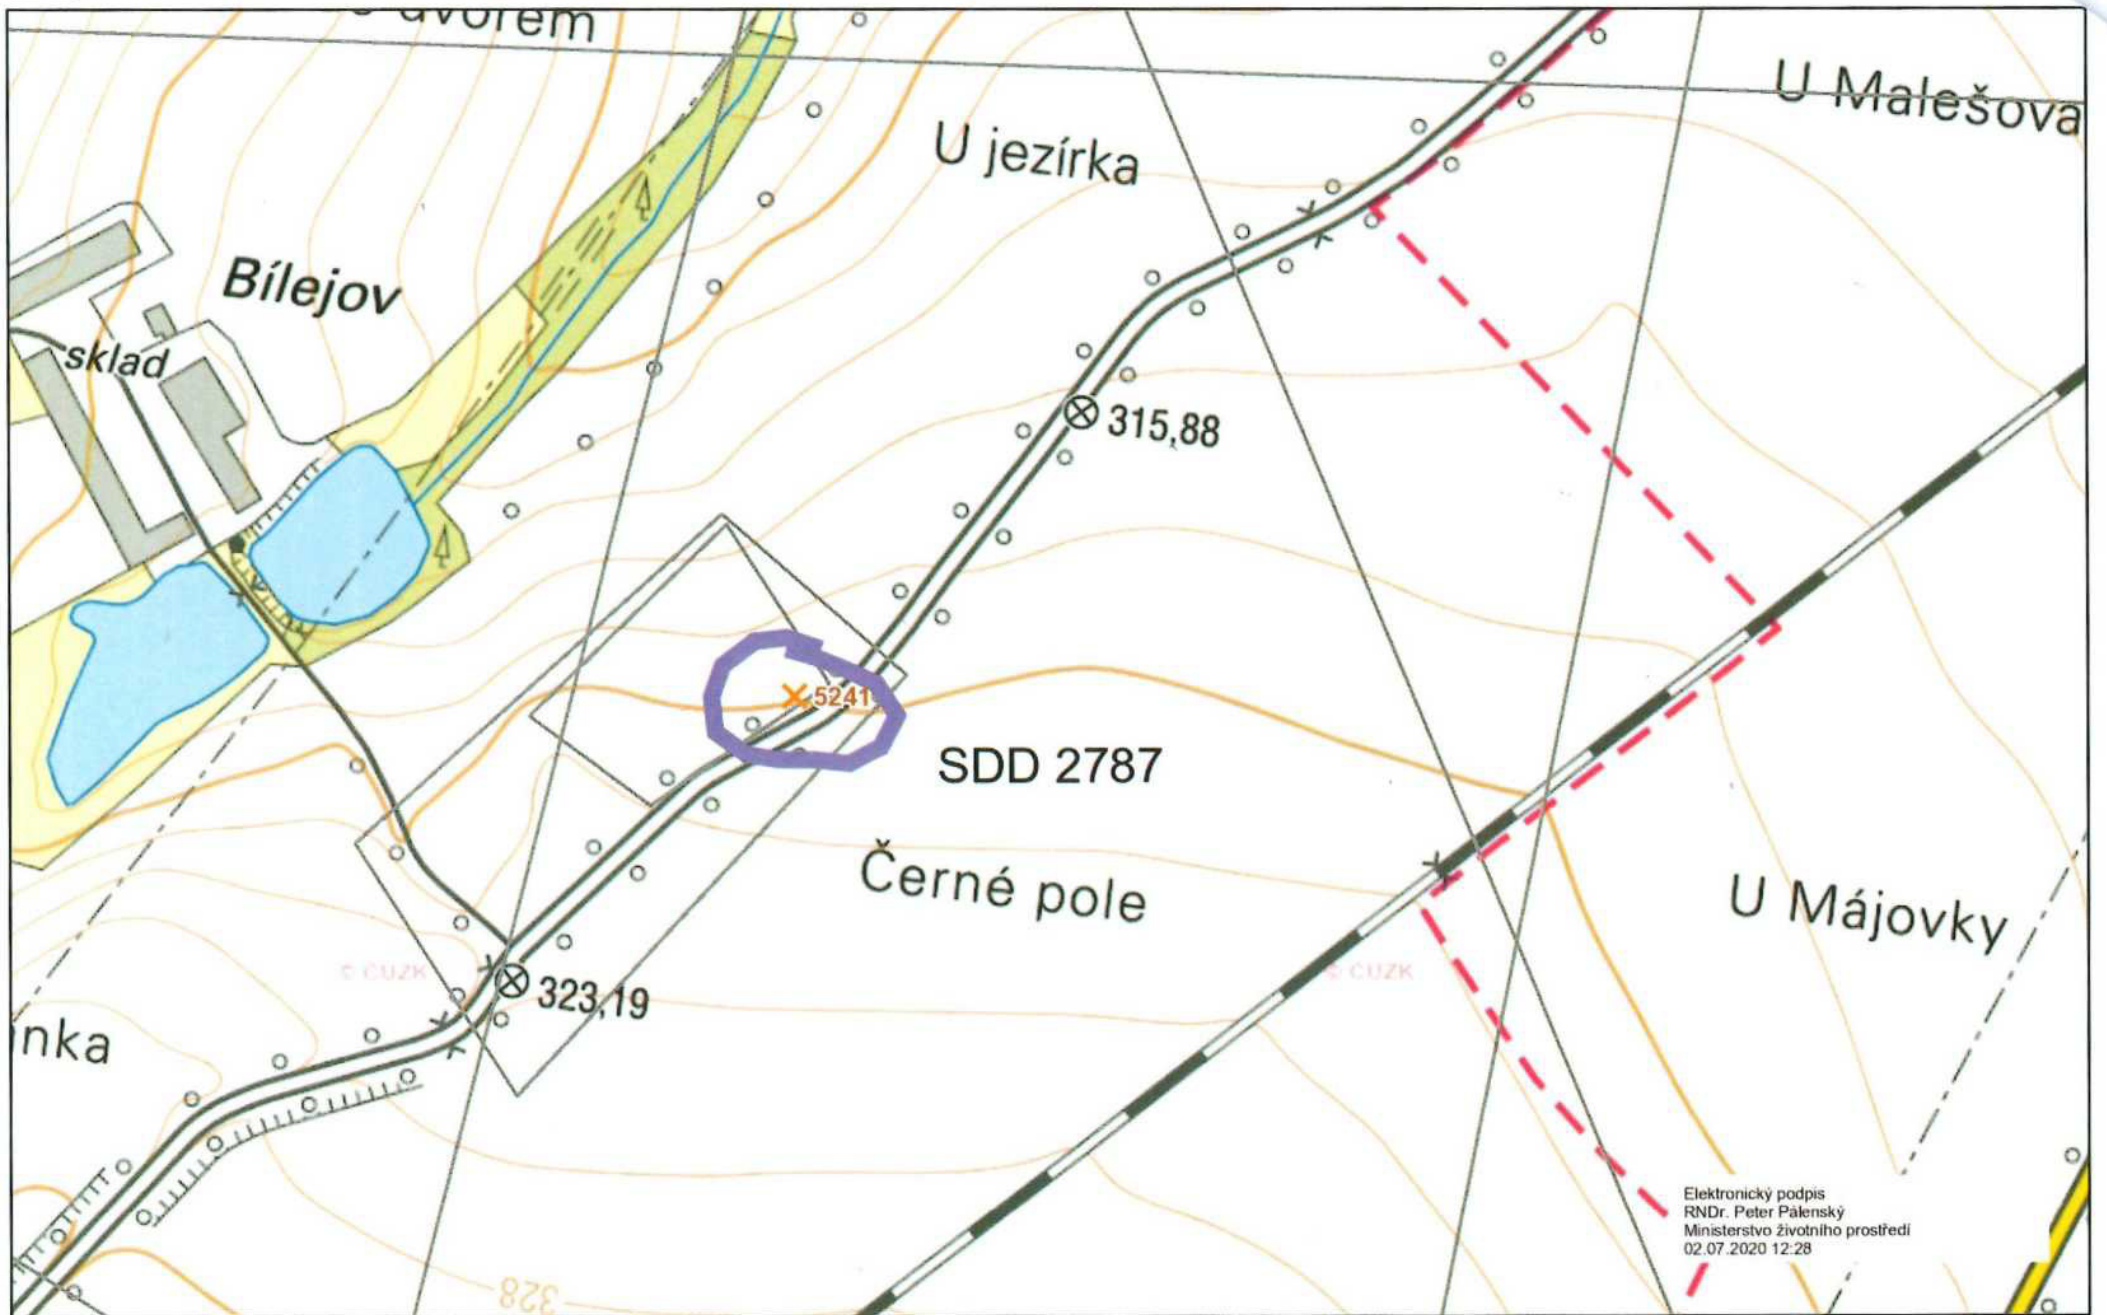 dvorem
U Malešova
U jezírka
Bílejov
sklad
315,88
5241
SDD 2787
Černé pole
U Májovky
© ČÚZK
© ČÚZK
323,19
nka
Elektronický podpis
RNDr. Peter Pálenský
Ministerstvo životního prostředí
02.07.2020 12:28
328